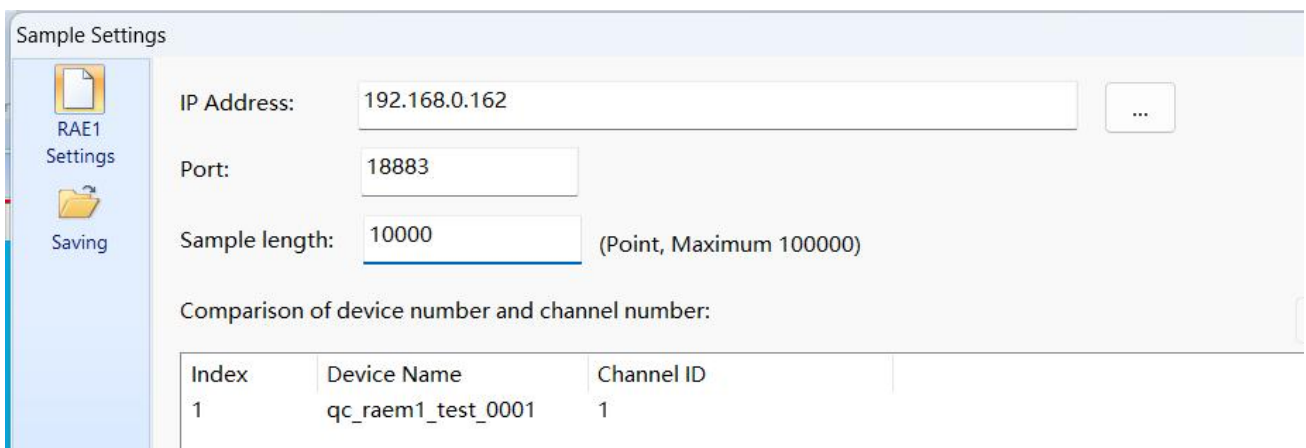 Sample Settings
RAE1
Settings
Saving
IP Address:
192.168.0.162
...
Port:
18883
Sample length:
10000
(Point, Maximum 100000)
Comparison of device number and channel number:
Index Device Name Channel ID
1 qc_raem1_test_0001 1